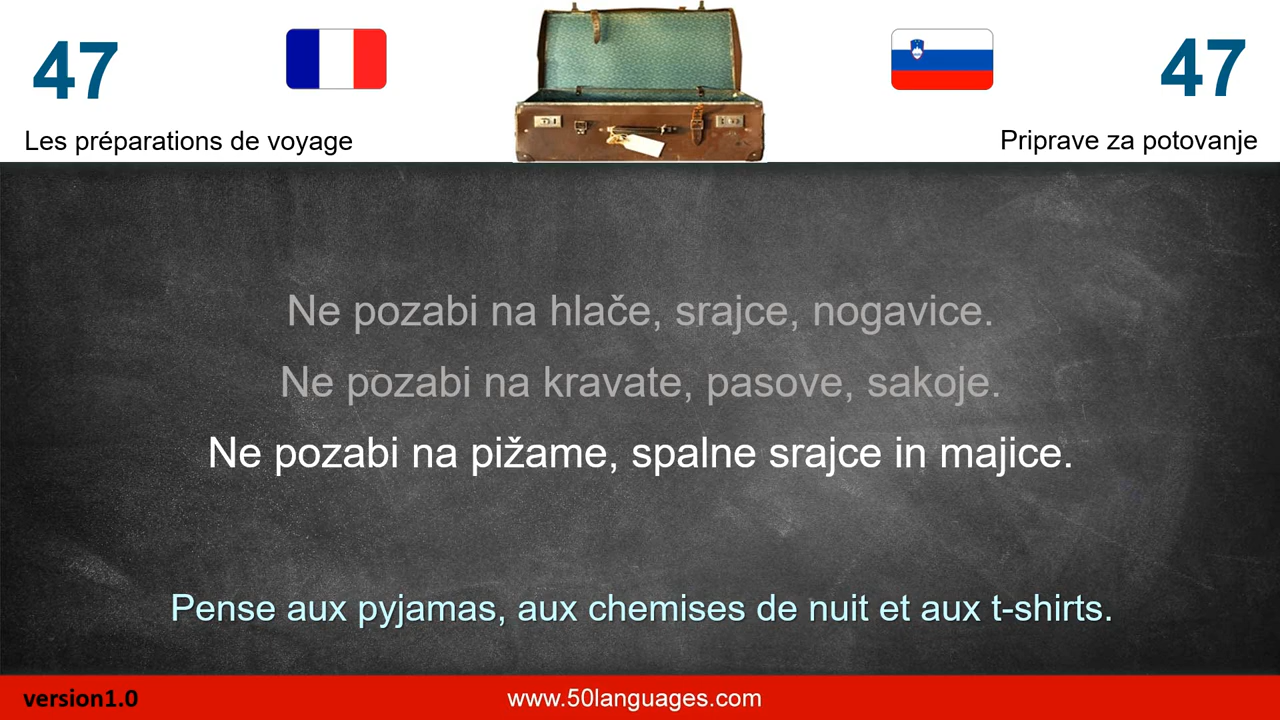 47
47
Les préparations de voyage
Priprave za potovanje
Ne pozabi na hlače, srajce, nogavice.
Ne pozabi na kravate, pasove, sakoje.
Ne pozabi na pižame, spalne srajce in majice.
Pense aux pyjamas, aux chemises de nuit et aux t-shirts.
version1.0
www.50languages.com